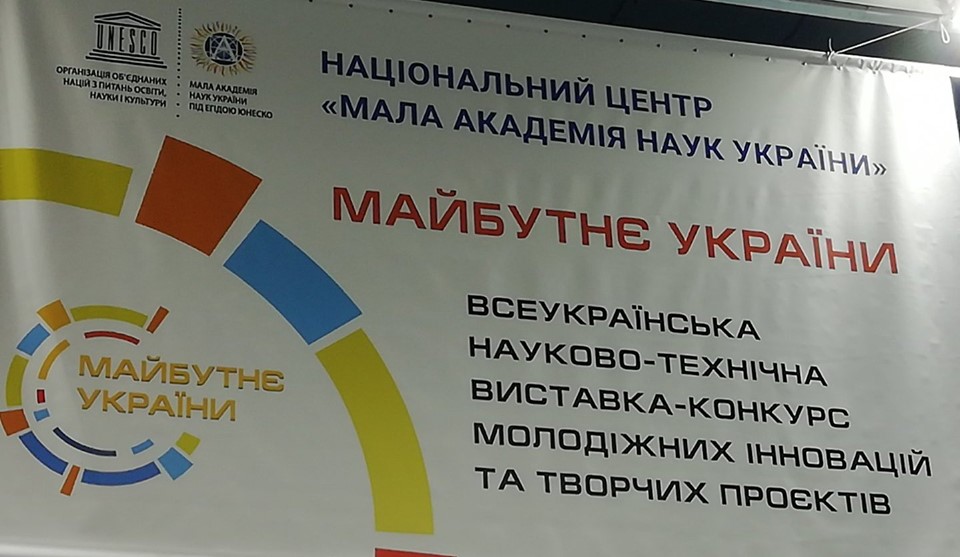 UNESCO
ОРГАНІЗАЦІЯ ОБ'ЄДНАНИХ
НАЦІЙ З ПИТАНЬ ОСВІТИ,
НАУКИ І КУЛЬТУРИ
МАЛА АКАДЕМІЯ
НАУК УКРАЇНИ
ПІД ЕГІДОЮ ЮНЕСКО
НАЦІОНАЛЬНИЙ ЦЕНТР
«МАЛА АКАДЕМІЯ НАУК УКРАЇНИ»
МАЙБУТНЄ УКРАЇНИ
ВСЕУКРАЇНСЬКА
НАУКОВО-ТЕХНІЧНА
ВИСТАВКА-КОНКУРС
МОЛОДІЖНИХ ІННОВАЦІЙ
ТА ТВОРЧИХ ПРОЄКТІВ
МАЙБУТНЄ
УКРАЇНИ